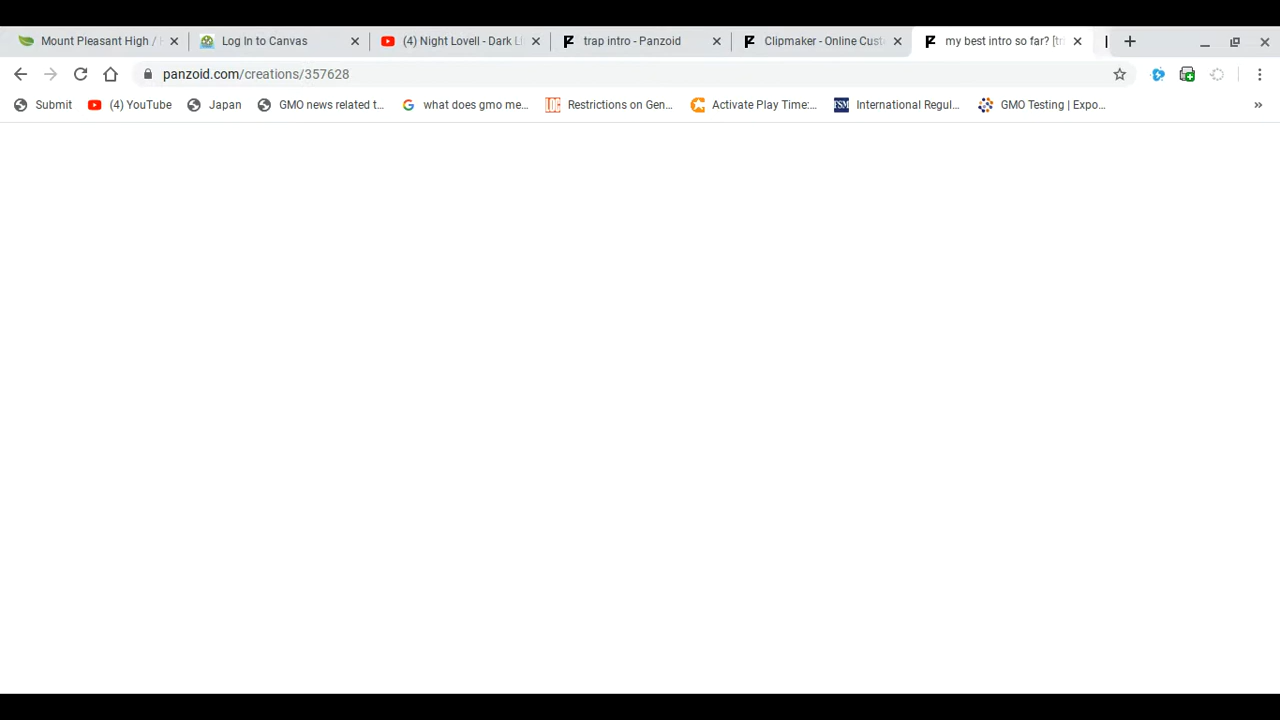 Mount Pleasant High / Log In to Canvas (4) Night Lovell - Dark Li trap intro - Panzoid Clipmaker - Online Cust my best intro so far? [tr
panzoid.com/creations/357628
Submit (4) YouTube Japan GMO news related t... what does gmo me... Restrictions on Gen... Activate Play Time:... International Regul... GMO Testing | Expo... »